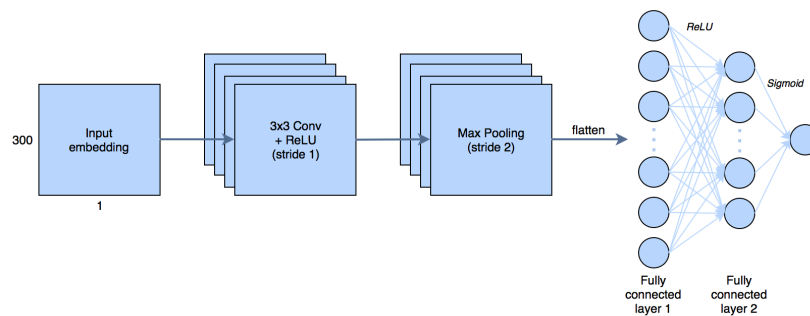 300
Input
embedding
1
3x3 Conv
+ ReLU
(stride 1)
Max Pooling
(stride 2)
flatten
ReLU
Sigmoid
Fully
connected
layer 1
Fully
connected
layer 2